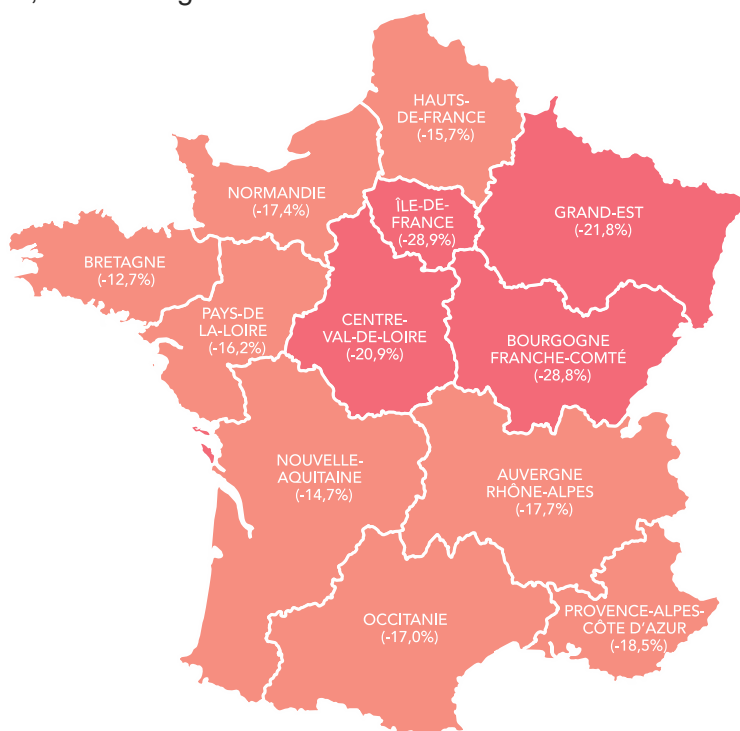 HAUTS-
DE-FRANCE
(-15,7%)
NORMANDIE
(-17,4%)
ÎLE-DE-
FRANCE
(-28,9%)
GRAND-EST
(-21,8%)
BRETAGNE
(-12,7%)
PAYS-DE
LA-LOIRE
(-16,2%)
CENTRE-
VAL-DE-LOIRE
(-20,9%)
BOURGOGNE
FRANCHE-COMTÉ
(-28,8%)
NOUVELLE-
AQUITAINE
(-14,7%)
AUVERGNE
RHÔNE-ALPES
(-17,7%)
OCCITANIE
(-17,0%)
PROVENCE-ALPES-
CÔTE D'AZUR
(-18,5%)